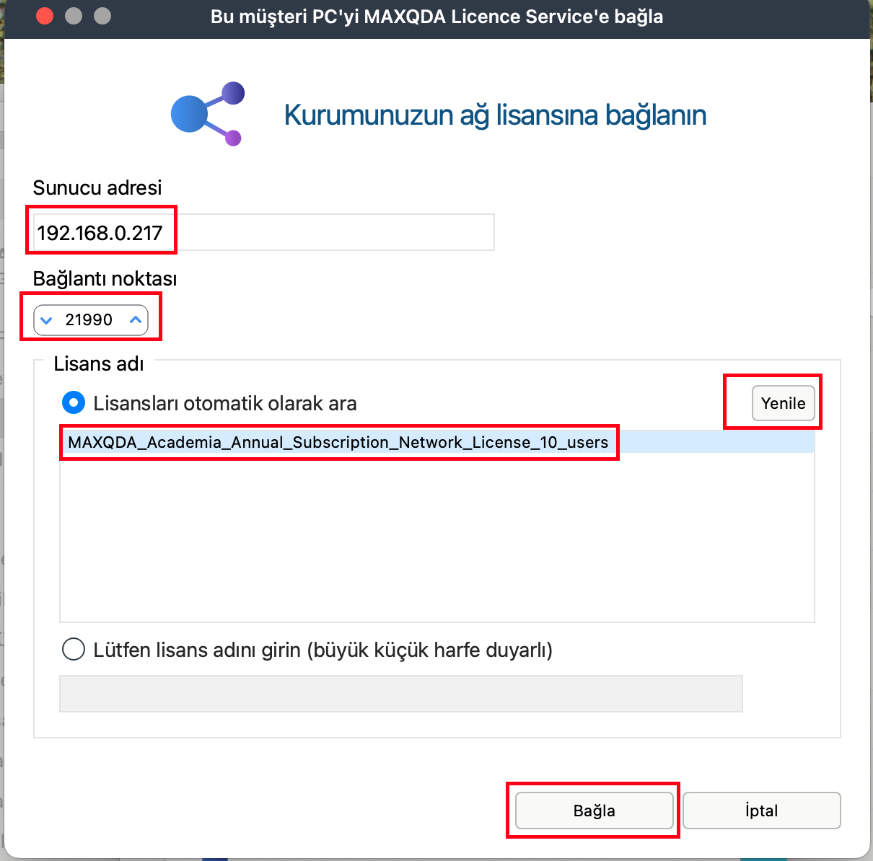 Bu müşteri PC'yi MAXQDA Licence Service'e bağla
Kurumunuzun ağ lisansına bağlanın
Sunucu adresi
192.168.0.217
Bağlantı noktası
21990
Lisans adı
Lisansları otomatik olarak ara
Yenile
MAXQDA_Academia_Annual_Subscription_Network_License_10_users
Lütfen lisans adını girin (büyük küçük harfe duyarlı)
Bağla
İptal